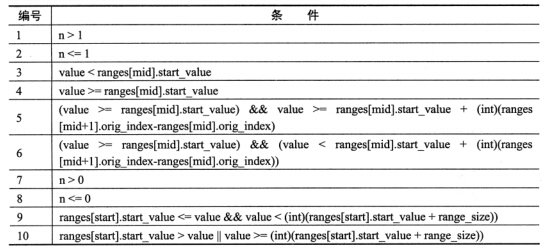 编号 条 件
1 n > 1
2 n <= 1
3 value < ranges[mid].start_value
4 value >= ranges[mid].start_value
5 (value >= ranges[mid].start_value) && value >= ranges[mid].start_value + (int)(ranges
[mid+1].orig_index-ranges[mid].orig_index)
6 (value >= ranges[mid].start_value) && (value < ranges[mid].start_value + (int)(ranges
[mid+1].orig_index-ranges[mid].orig_index))
7 n > 0
8 n <= 0
9 ranges[start].start_value <= value && value < (int)(ranges[start].start_value + range_size))
10 ranges[start].start_value > value || value >= (int)(ranges[start].start_value + range_size))